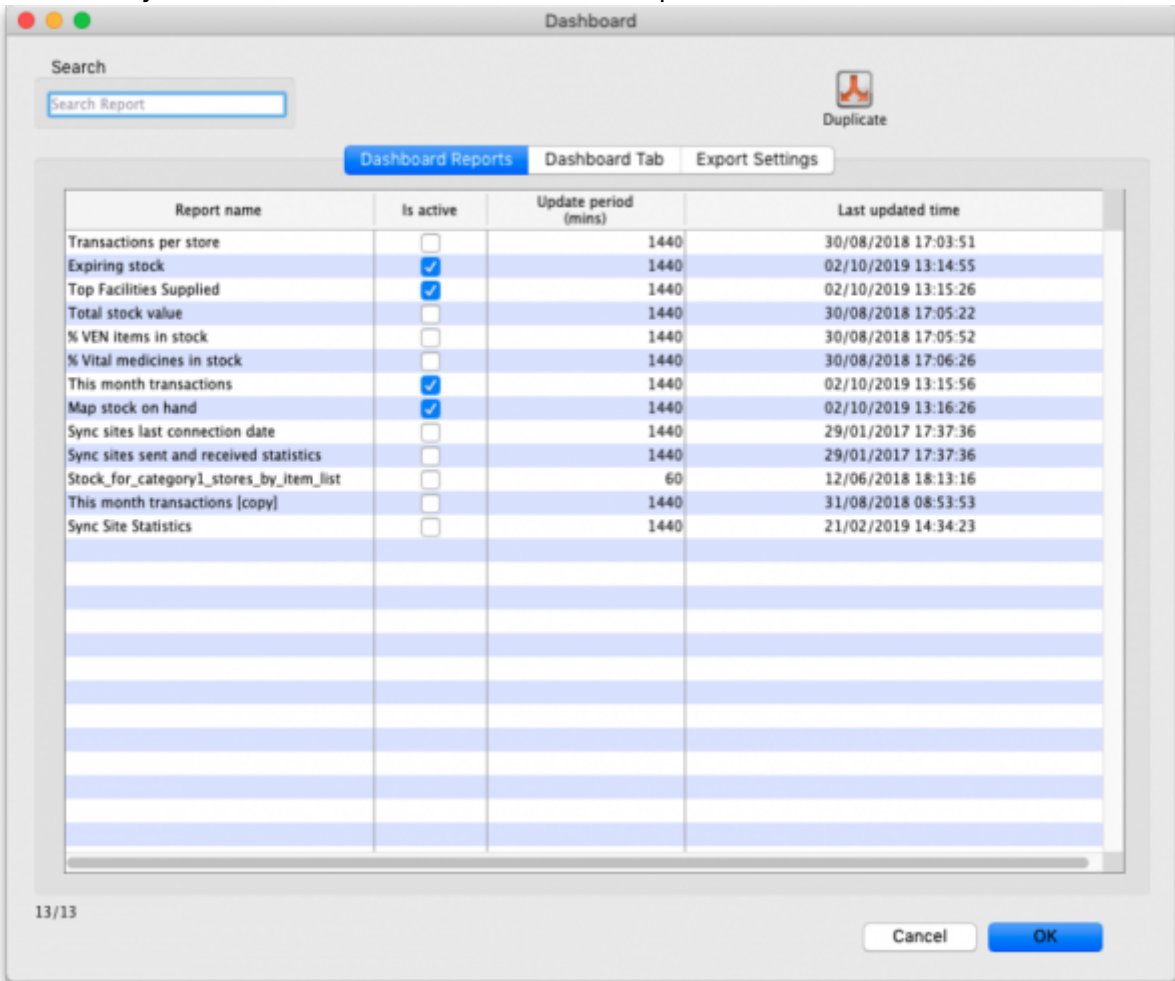 Dashboard
Search
Search Report
Duplicate
Dashboard Reports Dashboard Tab Export Settings
Report name Is active Update period (mins) Last updated time
Transactions per store 1440 30/08/2018 17:03:51
Expiring stock 1440 02/10/2019 13:14:55
Top Facilities Supplied 1440 02/10/2019 13:15:26
Total stock value 1440 30/08/2018 17:05:22
% VEN items in stock 1440 30/08/2018 17:05:52
% Vital medicines in stock 1440 30/08/2018 17:06:26
This month transactions 1440 02/10/2019 13:15:56
Map stock on hand 1440 02/10/2019 13:16:26
Sync sites last connection date 1440 29/01/2017 17:37:36
Sync sites sent and received statistics 1440 29/01/2017 17:37:36
Stock_for_category1_stores_by_item_list 60 12/06/2018 18:13:16
This month transactions [copy] 1440 31/08/2018 08:53:53
Sync Site Statistics 1440 21/02/2019 14:34:23
13/13
Cancel OK